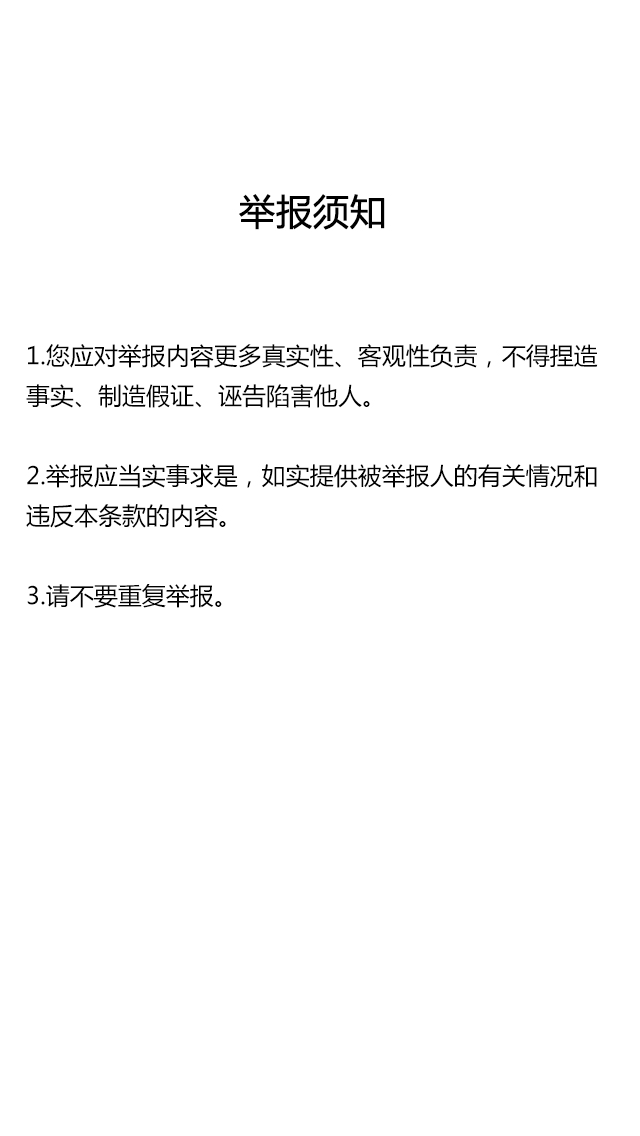 举报须知
1.您应对举报内容更多真实性、客观性负责，不得捏造
事实、制造假证、诬告陷害他人。
2.举报应当实事求是，如实提供被举报人的有关情况和
违反本条款的内容。
3.请不要重复举报。